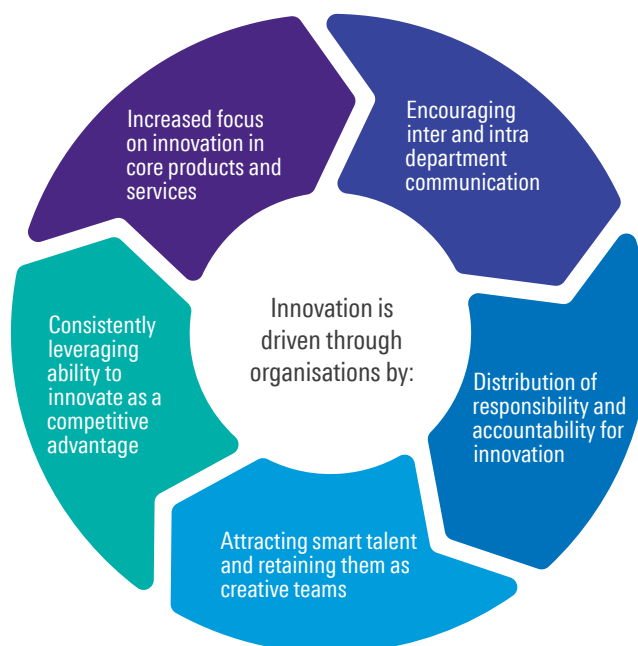 Increased focus
on innovation in
core products and
services
Encouraging
inter and intra
department
communication
Innovation is
driven through
organisations by:
Consistently
leveraging
ability to
innovate as a
competitive
advantage
Distribution of
responsibility and
accountability for
innovation
Attracting smart talent
and retaining them as
creative teams